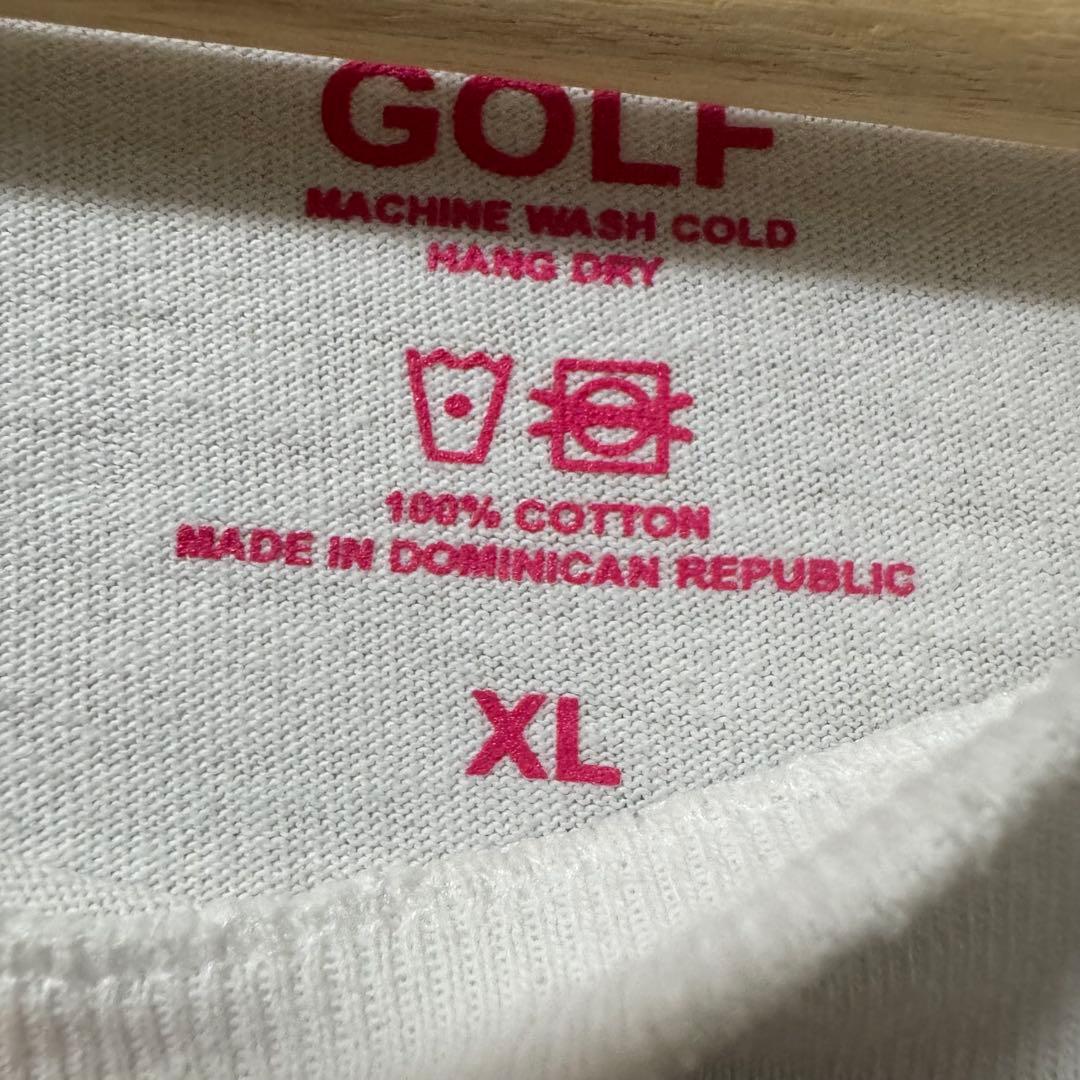 GOLF
MACHINE WASH COLD
HANG DRY
100% COTTON
MADE IN DOMINICAN REPUBLIC
XL